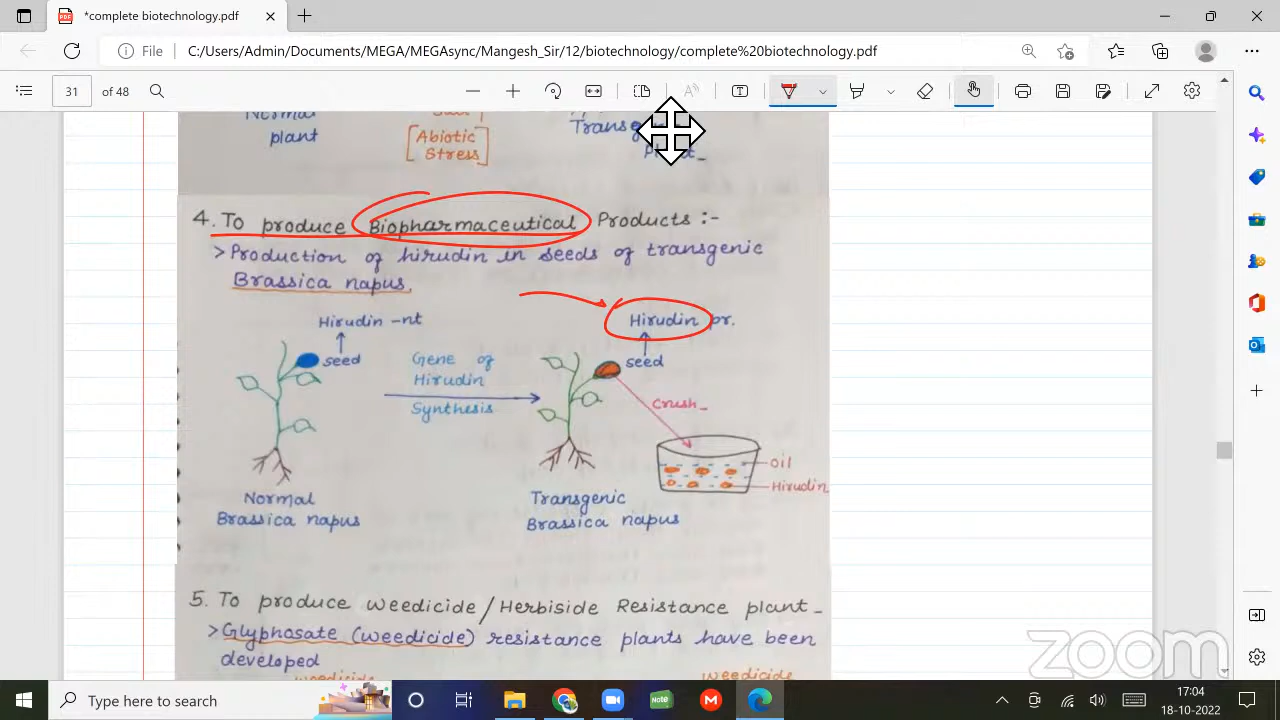 *complete biotechnology.pdf
File
C:/Users/Admin/Documents/MEGA/MEGAsync/Mangesh_Sir/12/biotechnology/complete%20biotechnology.pdf
31 of 48
Normal
plant
[Abiotic
Stress]
4. To produce Biopharmaceutical Products :-
> Production of hirudin in seeds of transgenic
Brassica napus.
Hirudin -nt
seed
Gene of
Hirudin
Synthesis
Hirudin pr.
seed
Crush
Oil
Hirudin
Normal
Brassica napus
Transgenic
Brassica napus
5. To produce weedicide / Herbiside Resistance plant
> Glyphosate (weedicide) resistance plants have been
developed
weedicide
weedicide
zoom
Type here to search
17:04
18-10-2022